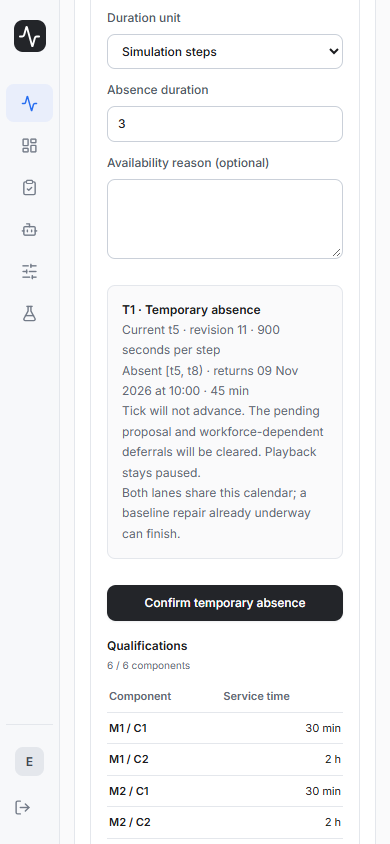 Duration unit
Simulation steps
Absence duration
3
Availability reason (optional)
T1 · Temporary absence
Current t5 · revision 11 · 900
seconds per step
Absent [t5, t8) · returns 09 Nov
2026 at 10:00 · 45 min
Tick will not advance. The pending
proposal and workforce-dependent
deferrals will be cleared. Playback
stays paused.
Both lanes share this calendar; a
baseline repair already underway
can finish.
Confirm temporary absence
Qualifications
6 / 6 components
Component Service time
M1 / C1 30 min
M1 / C2 2 h
M2 / C1 30 min
M2 / C2 2 h
E